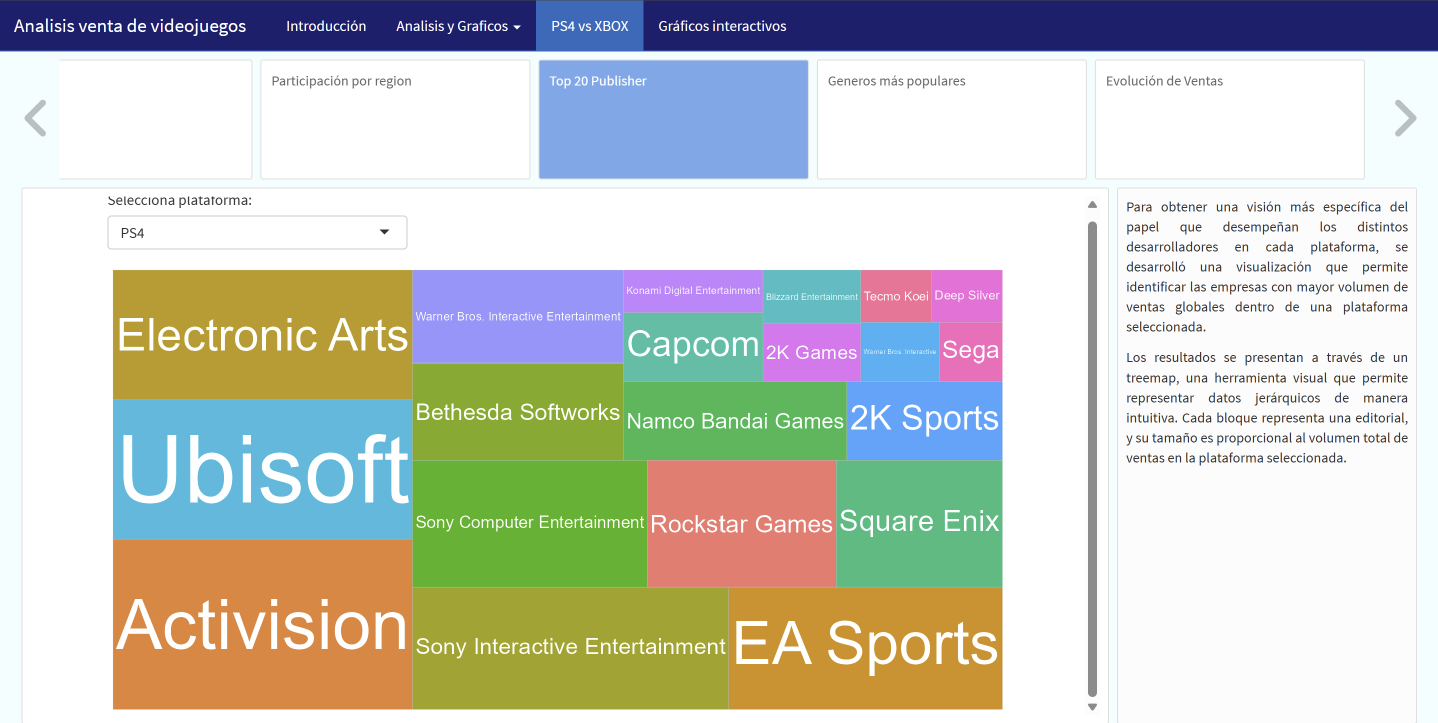 Analisis venta de videojuegos
Introducción
Analisis y Graficos
PS4 vs XBOX
Gráficos interactivos
Participación por region
Top 20 Publisher
Generos más populares
Evolución de Ventas
Selecciona plataforma:
PS4
Electronic Arts
Ubisoft
Activision
Warner Bros. Interactive Entertainment
Bethesda Softworks
Sony Computer Entertainment
Sony Interactive Entertainment
Konami Digital Entertainment
Capcom
Namco Bandai Games
Rockstar Games
EA Sports
Blizzard Entertainment
2K Games
2K Sports
Square Enix
Tecmo Koei
Deep Silver
Warner Bros. Interactive
Sega
Para obtener una visión más específica del
papel que desempeñan los distintos
desarrolladores en cada plataforma, se
desarrolló una visualización que permite
identificar las empresas con mayor volumen de
ventas globales dentro de una plataforma
seleccionada.
Los resultados se presentan a través de un
treemap, una herramienta visual que permite
representar datos jerárquicos de manera
intuitiva. Cada bloque representa una editorial,
y su tamaño es proporcional al volumen total de
ventas en la plataforma seleccionada.